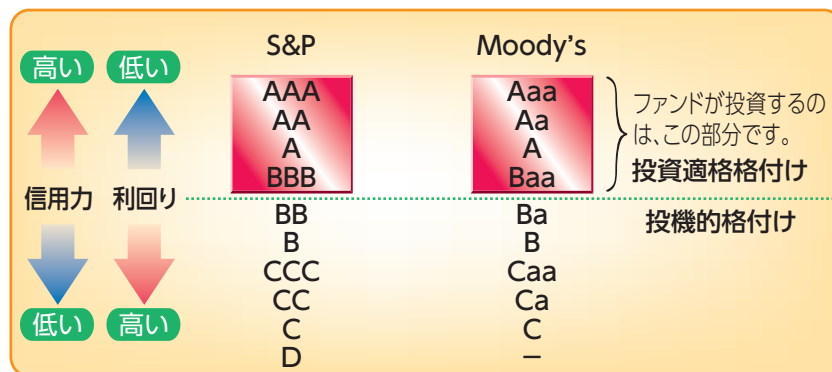 S&P Moody's
高い 低い
AAA Aaa
AA Aa
A A
BBB Baa
ファンドが投資するの
は、この部分です。
投資適格格付け
信用力 利回り
投機的格付け
BB Ba
B B
CCC Caa
CC Ca
C C
D –
低い 高い